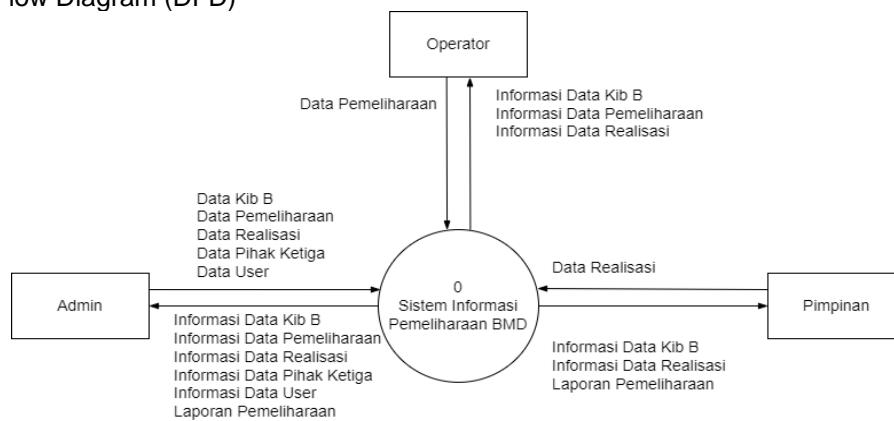 low Diagram (DFD)
Operator
Data Pemeliharaan
Informasi Data Kib B
Informasi Data Pemeliharaan
Informasi Data Realisasi
Data Kib B
Data Pemeliharaan
Data Realisasi
Data Pihak Ketiga
Data User
Admin
Informasi Data Kib B
Informasi Data Pemeliharaan
Informasi Data Realisasi
Informasi Data Pihak Ketiga
Informasi Data User
Laporan Pemeliharaan
0
Sistem Informasi
Pemeliharaan BMD
Data Realisasi
Pimpinan
Informasi Data Kib B
Informasi Data Realisasi
Laporan Pemeliharaan